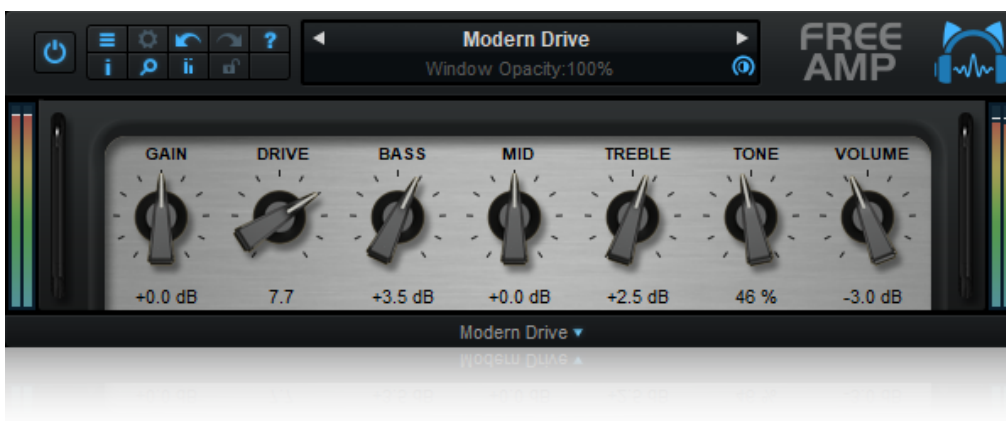 Modern Drive
Window Opacity:100%
FREE
AMP
GAIN DRIVE BASS MID TREBLE TONE VOLUME
+0.0 dB 7.7 +3.5 dB +0.0 dB +2.5 dB 46 % -3.0 dB
Modern Drive